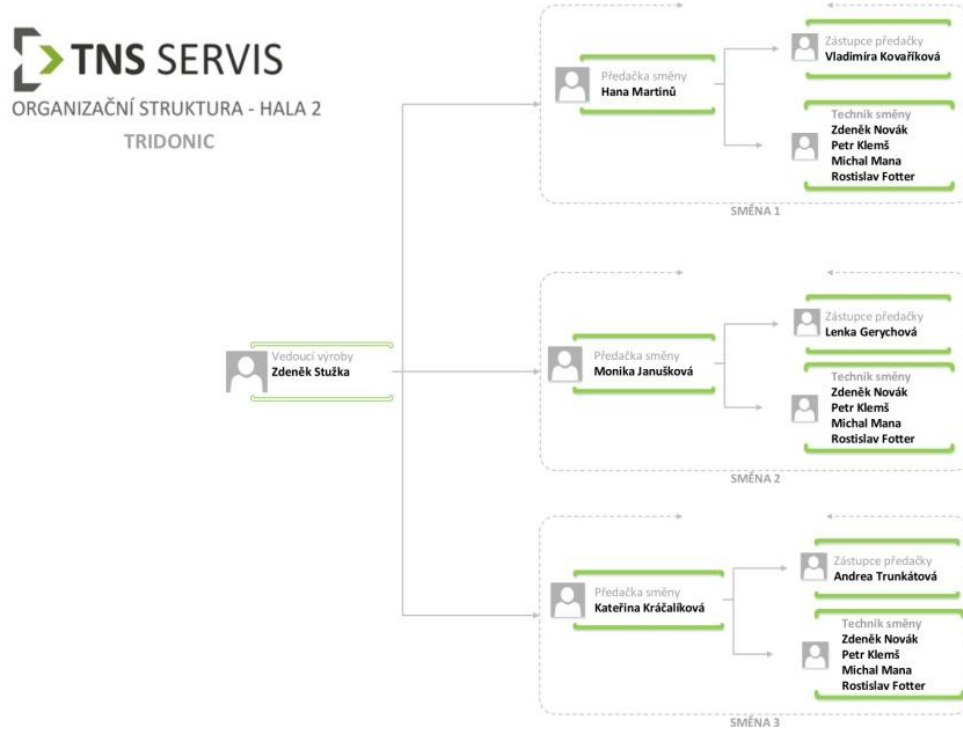 TNS SERVIS
ORGANIZAČNÍ STRUKTURA - HALA 2
TRIDONIC
Vedoucí výroby
Zdeněk Stužka
Předačka směny
Hana Martinů
Zástupce předačky
Vladimíra Kovaříková
Technik směny
Zdeněk Novák
Petr Klemš
Michal Mana
Rostislav Fotter
SMĚNA 1
Předačka směny
Monika Janušková
Zástupce předačky
Lenka Gerychová
Technik směny
Zdeněk Novák
Petr Klemš
Michal Mana
Rostislav Fotter
SMĚNA 2
Předačka směny
Kateřina Kráčalíková
Zástupce předačky
Andrea Trunkátová
Technik směny
Zdeněk Novák
Petr Klemš
Michal Mana
Rostislav Fotter
SMĚNA 3